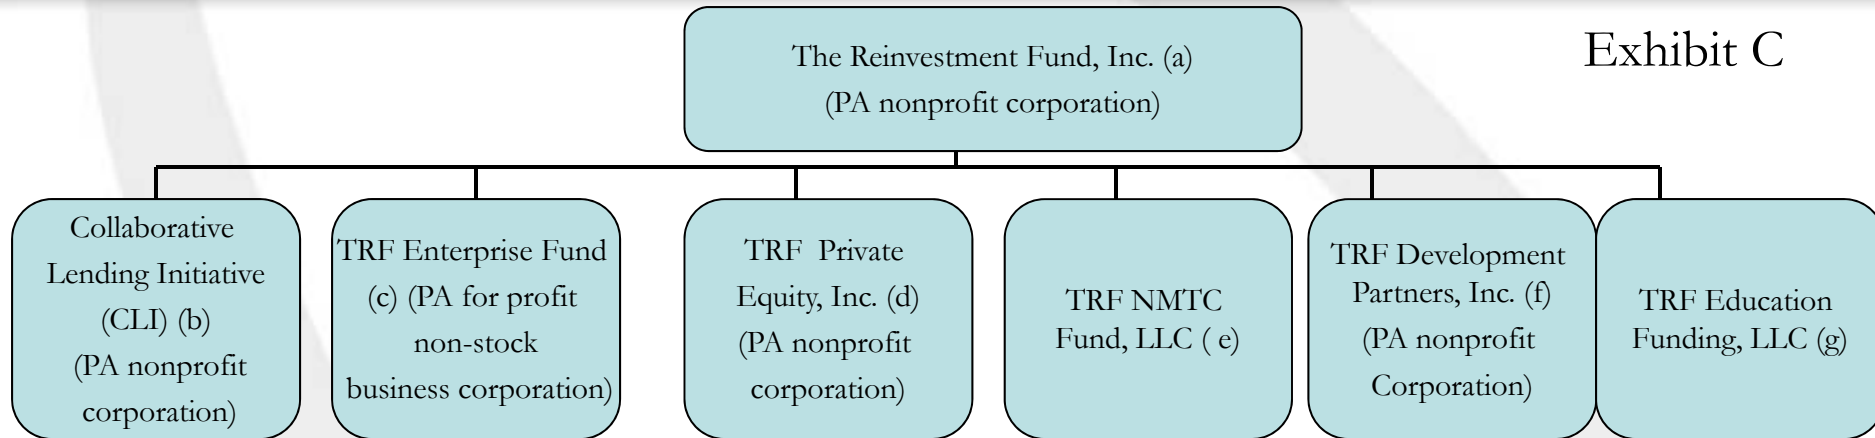 Exhibit C
The Reinvestment Fund, Inc. (a)
(PA nonprofit corporation)
Collaborative
Lending Initiative
(CLI) (b)
(PA nonprofit
corporation)
TRF Enterprise Fund
(c) (PA for profit
non-stock
business corporation)
TRF  Private
Equity, Inc. (d)
(PA nonprofit
corporation)
TRF NMTC
Fund, LLC ( e)
TRF Development
Partners, Inc. (f)
(PA nonprofit
Corporation)
TRF Education
Funding, LLC (g)